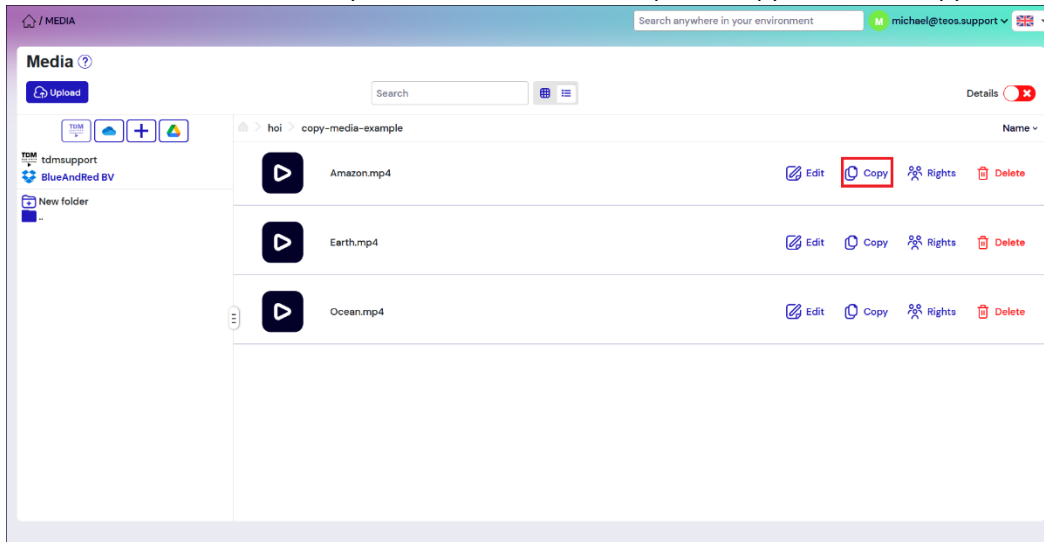 / MEDIA
Search anywhere in your environment
M
michael@teos.support
Media ?
Upload
Search
Details
TDM
hoi > copy-media-example
Name
TDM
tdmsupport
BlueAndRed BV
New folder
..
Amazon.mp4
Edit
Copy
Rights
Delete
Earth.mp4
Edit
Copy
Rights
Delete
Ocean.mp4
Edit
Copy
Rights
Delete